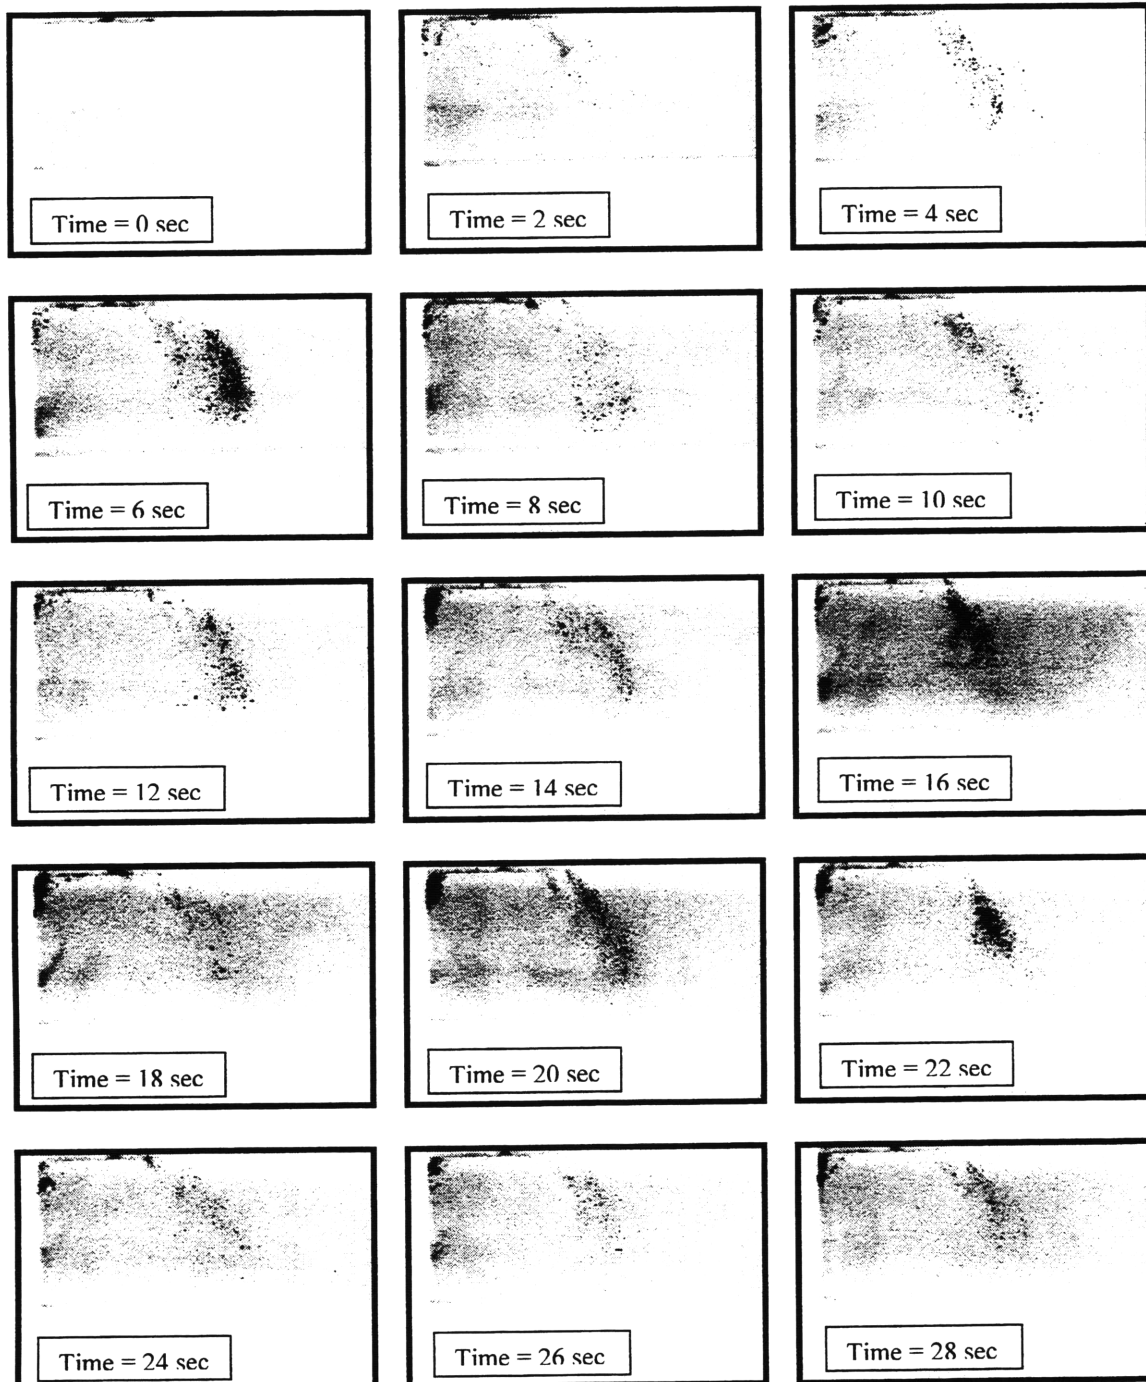 Time = 0 sec
Time = 2 sec
Time = 4 sec
Time = 6 sec
Time = 8 sec
Time = 10 sec
Time = 12 sec
Time = 14 sec
Time = 16 sec
Time = 18 sec
Time = 20 sec
Time = 22 sec
Time = 24 sec
Time = 26 sec
Time = 28 sec